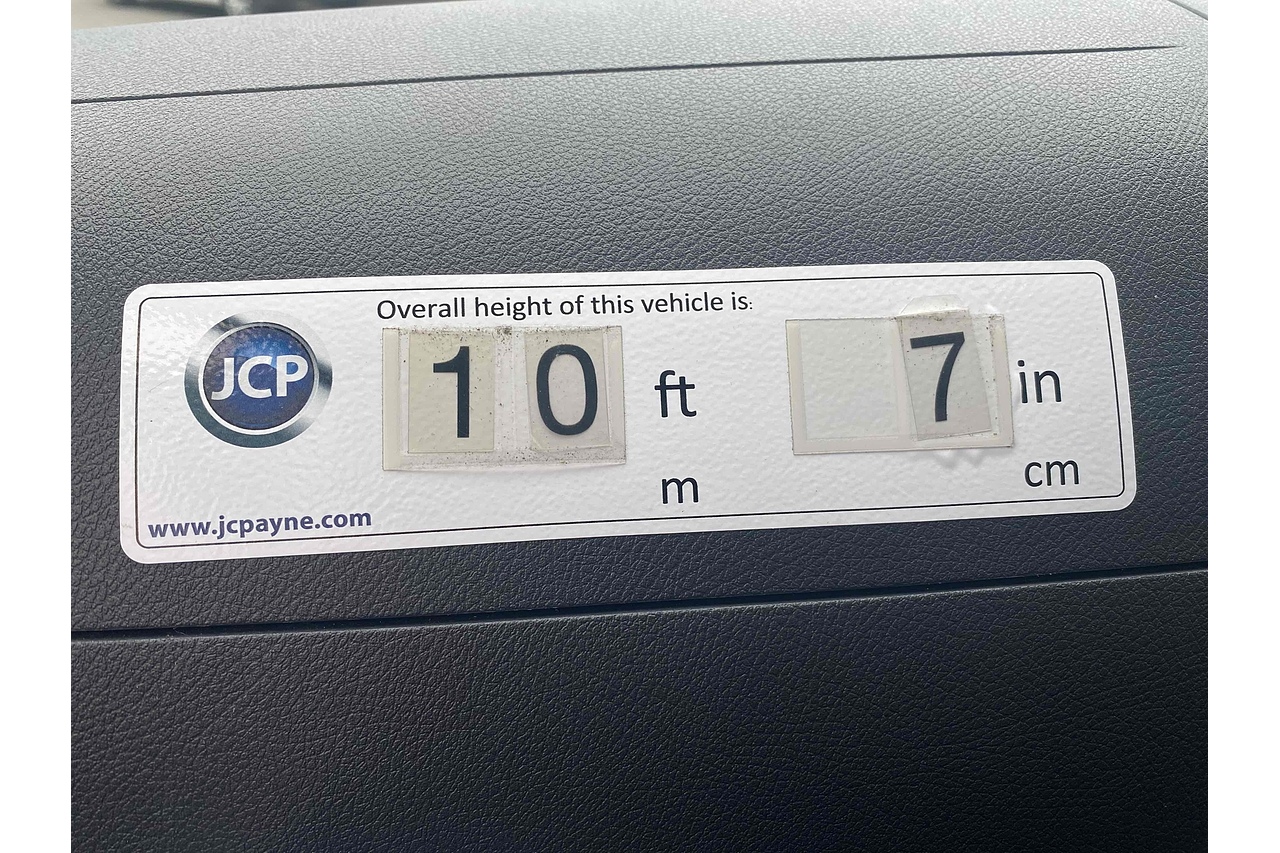 Overall height of this vehicle is:
JCP
10 ft 7 in
m cm
www.jcpayne.com